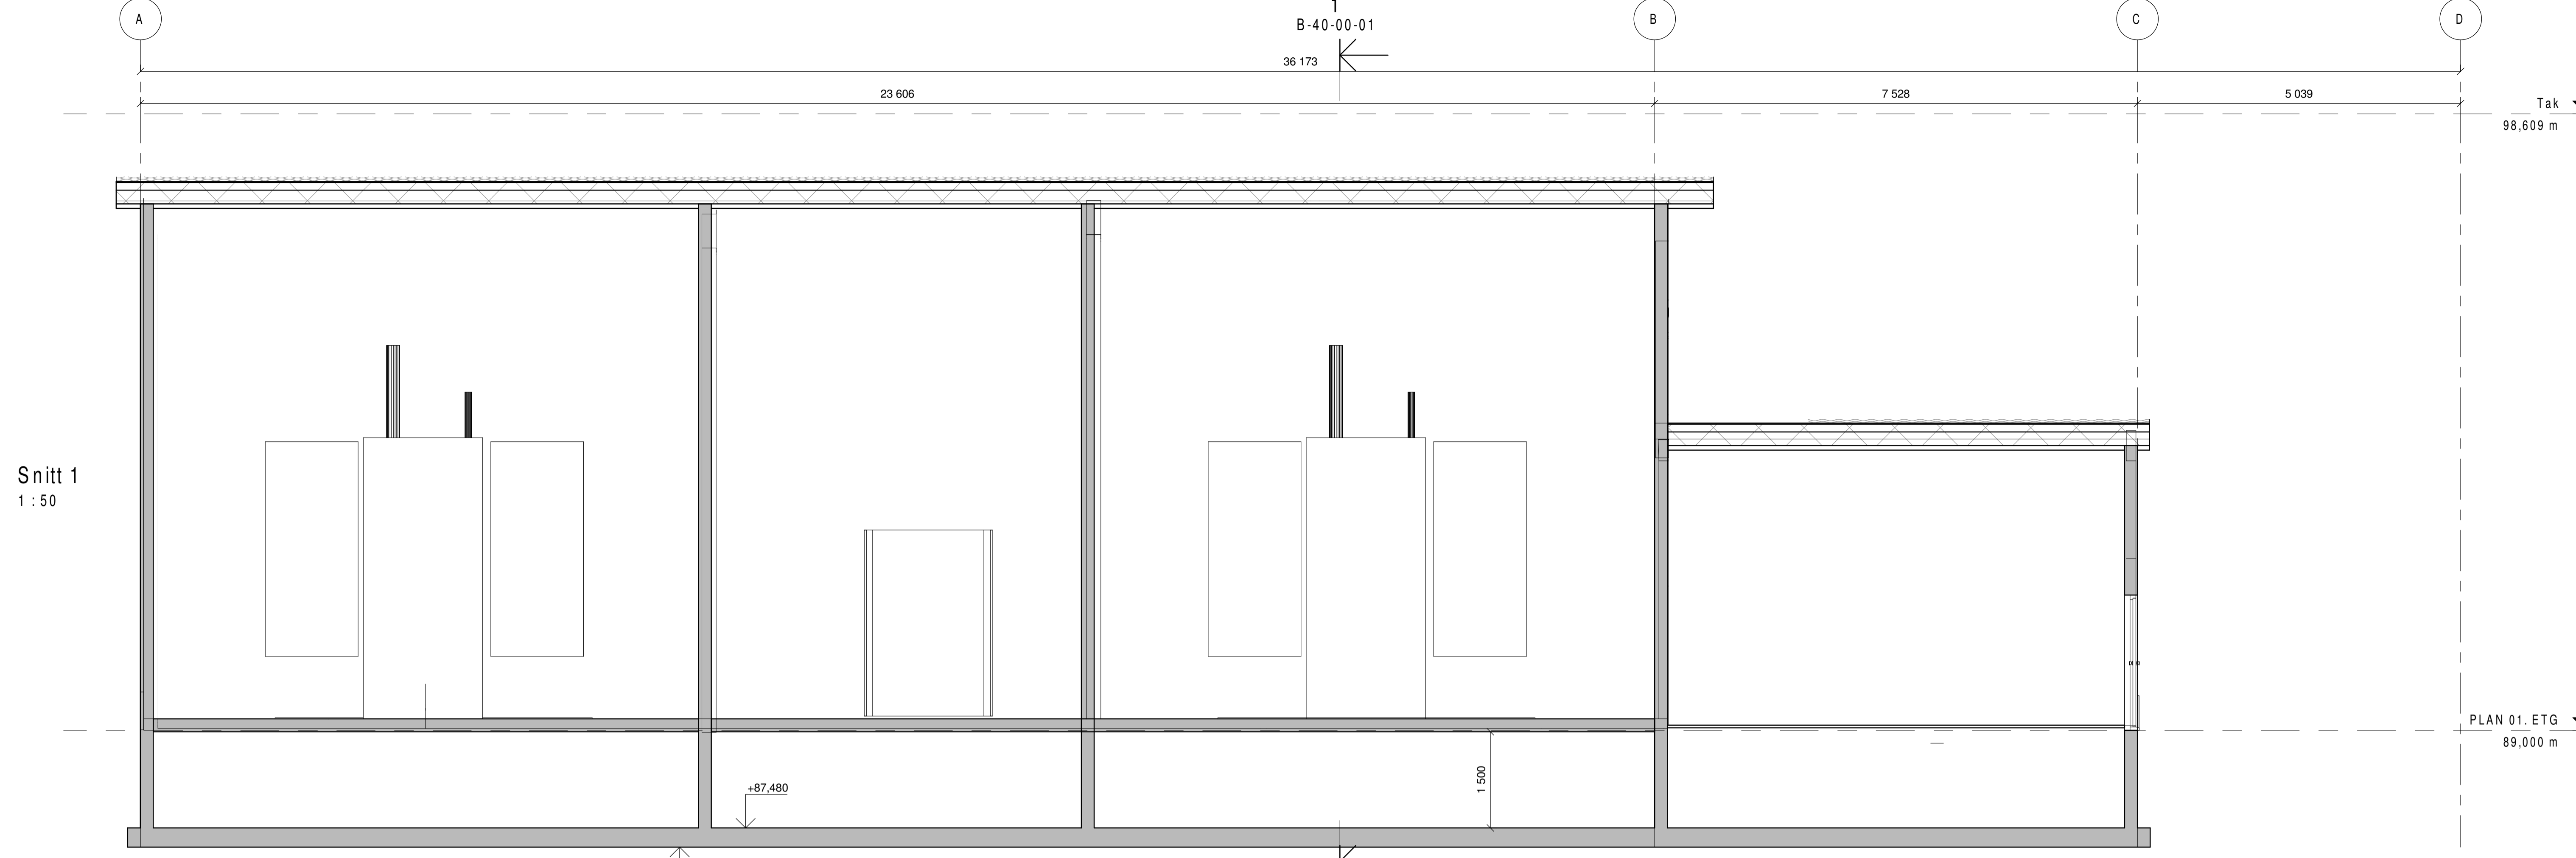 A
1
B-40-00-01
B
C
D
36 173
23 606
7 528
5 039
Tak
98,609 m
Snitt 1
1 : 50
PLAN 01. ETG
89,000 m
+87,480
1 500